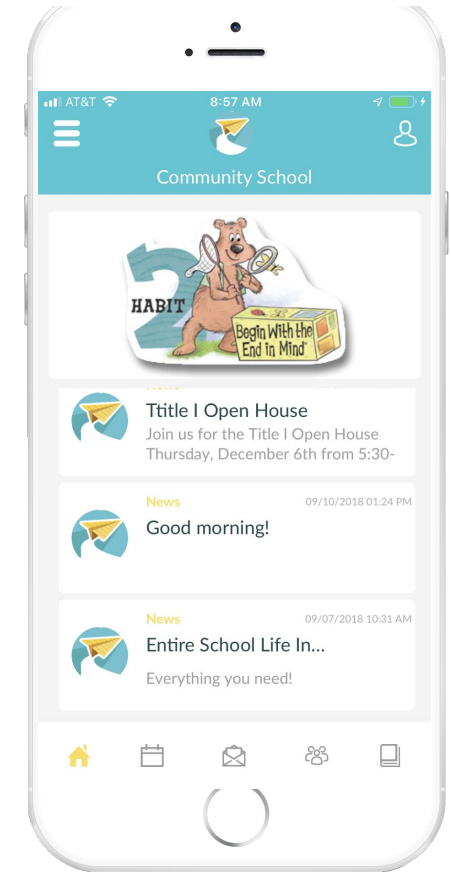 AT&T
8:57 AM
Community School
2
HABIT
Begin With the
End in Mind®
News
Ttitle I Open House
Join us for the Title I Open House
Thursday, December 6th from 5:30-
News
09/10/2018 01:24 PM
Good morning!
News
09/07/2018 10:31 AM
Entire School Life In...
Everything you need!